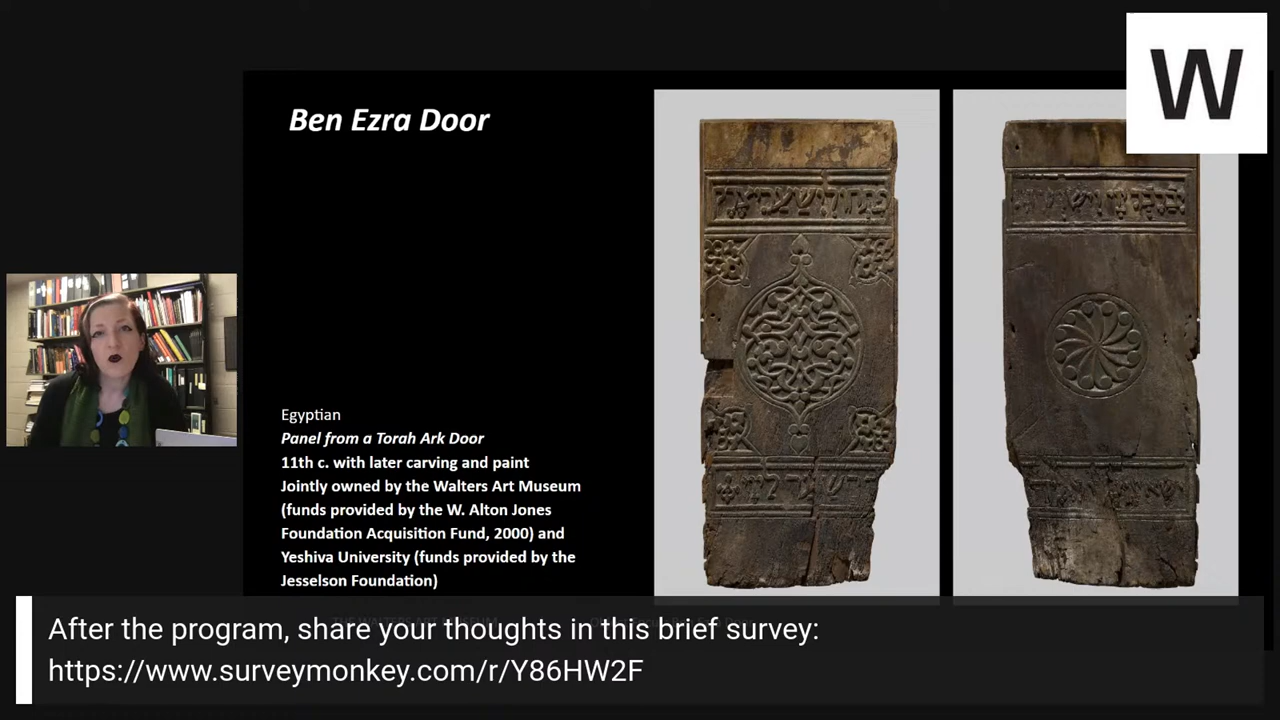 W
Ben Ezra Door
Egyptian
Panel from a Torah Ark Door
11th c. with later carving and paint
Jointly owned by the Walters Art Museum
(funds provided by the W. Alton Jones
Foundation Acquisition Fund, 2000) and
Yeshiva University (funds provided by the
Jesselson Foundation)
After the program, share your thoughts in this brief survey:
https://www.surveymonkey.com/r/Y86HW2F